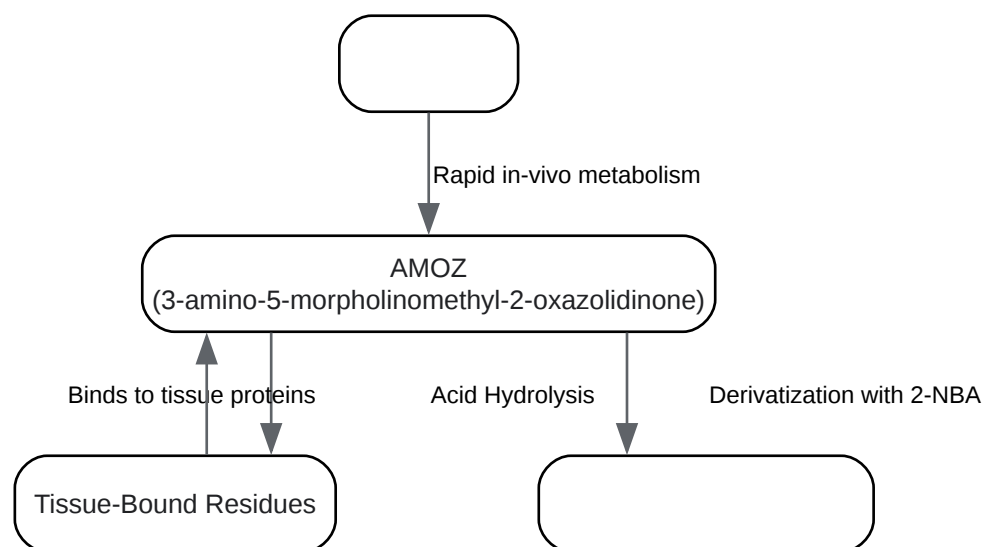 Rapid in-vivo metabolism
AMOZ
(3-amino-5-morpholinomethyl-2-oxazolidinone)
Binds to tissue proteins
Acid Hydrolysis
Derivatization with 2-NBA
Tissue-Bound Residues